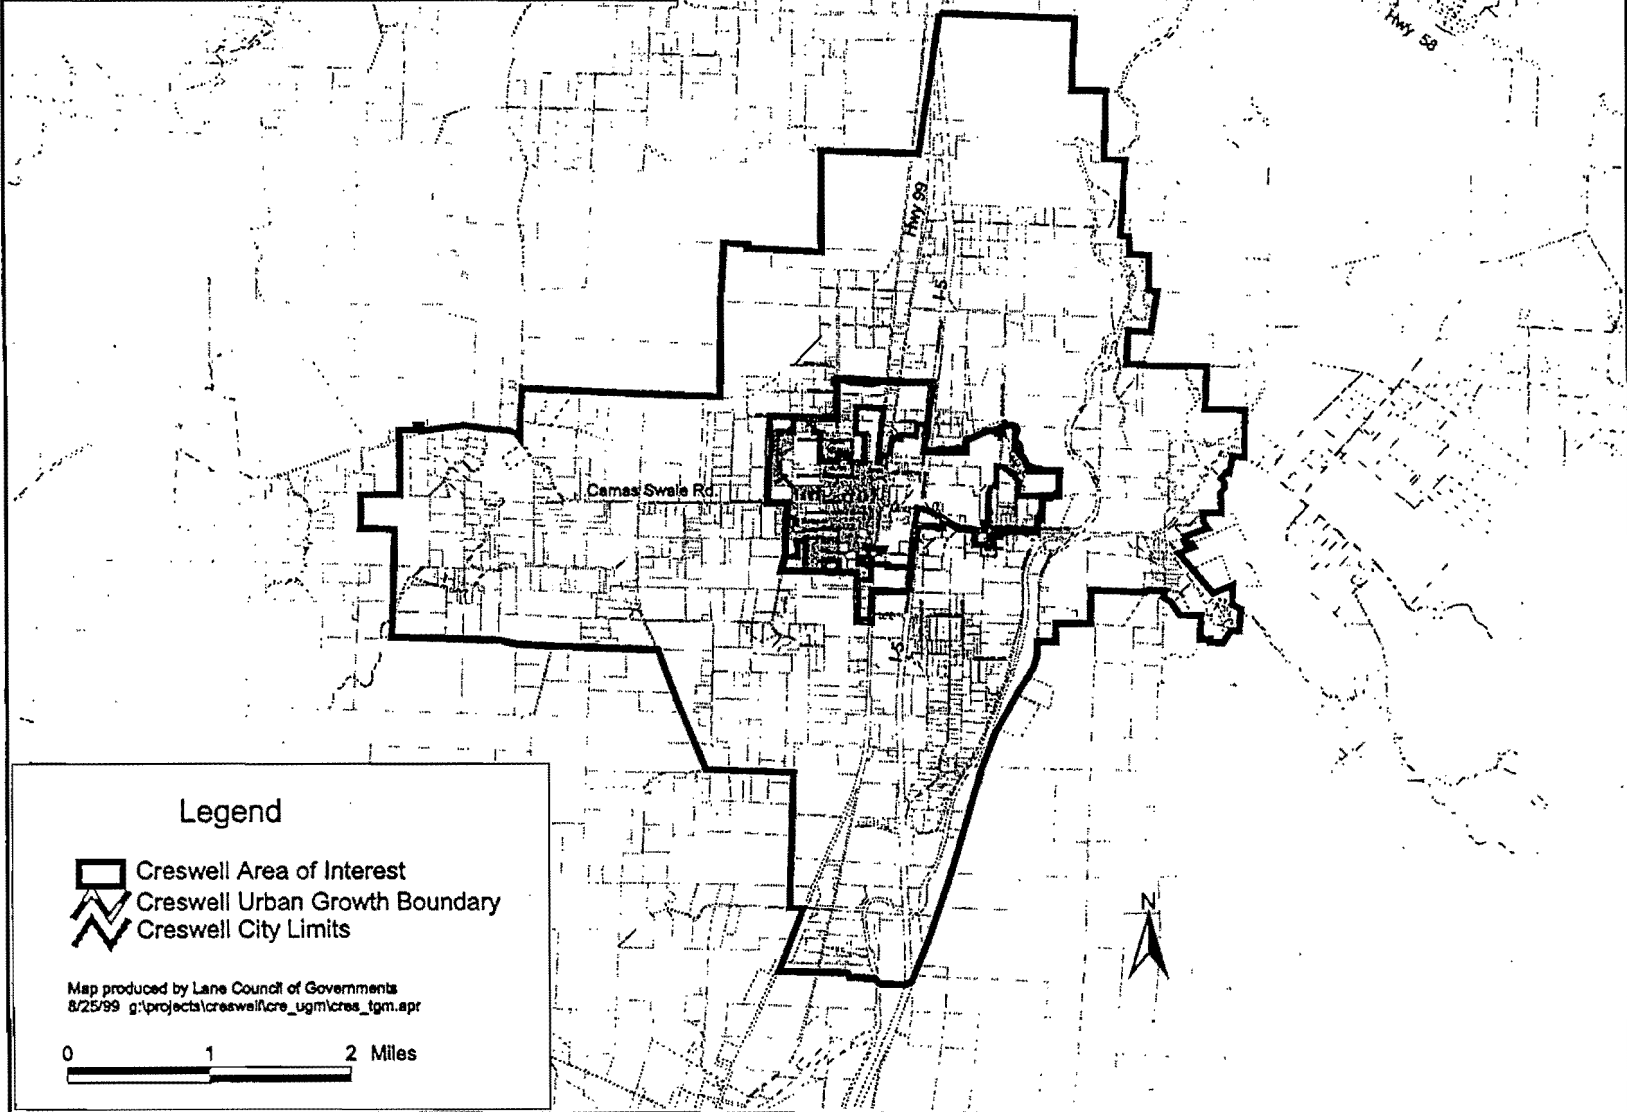 Hwy 58
Hwy 99
I-5
Camas Swale Rd.
I-5
Legend
Creswell Area of Interest
Creswell Urban Growth Boundary
Creswell City Limits
Map produced by Lane Council of Governments
8/25/99 g:\projects\creswell\cre_ugm\cres_tgm.apr
0 1 2 Miles
N